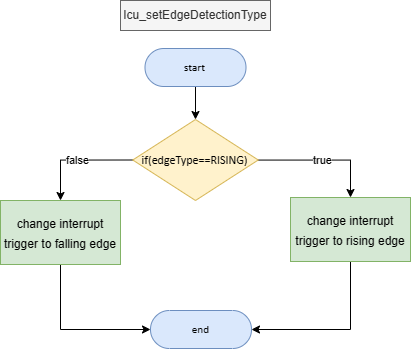 Icu_setEdgeDetectionType
start
if(edgeType==RISING)
false
true
change interrupt
trigger to falling edge
change interrupt
trigger to rising edge
end